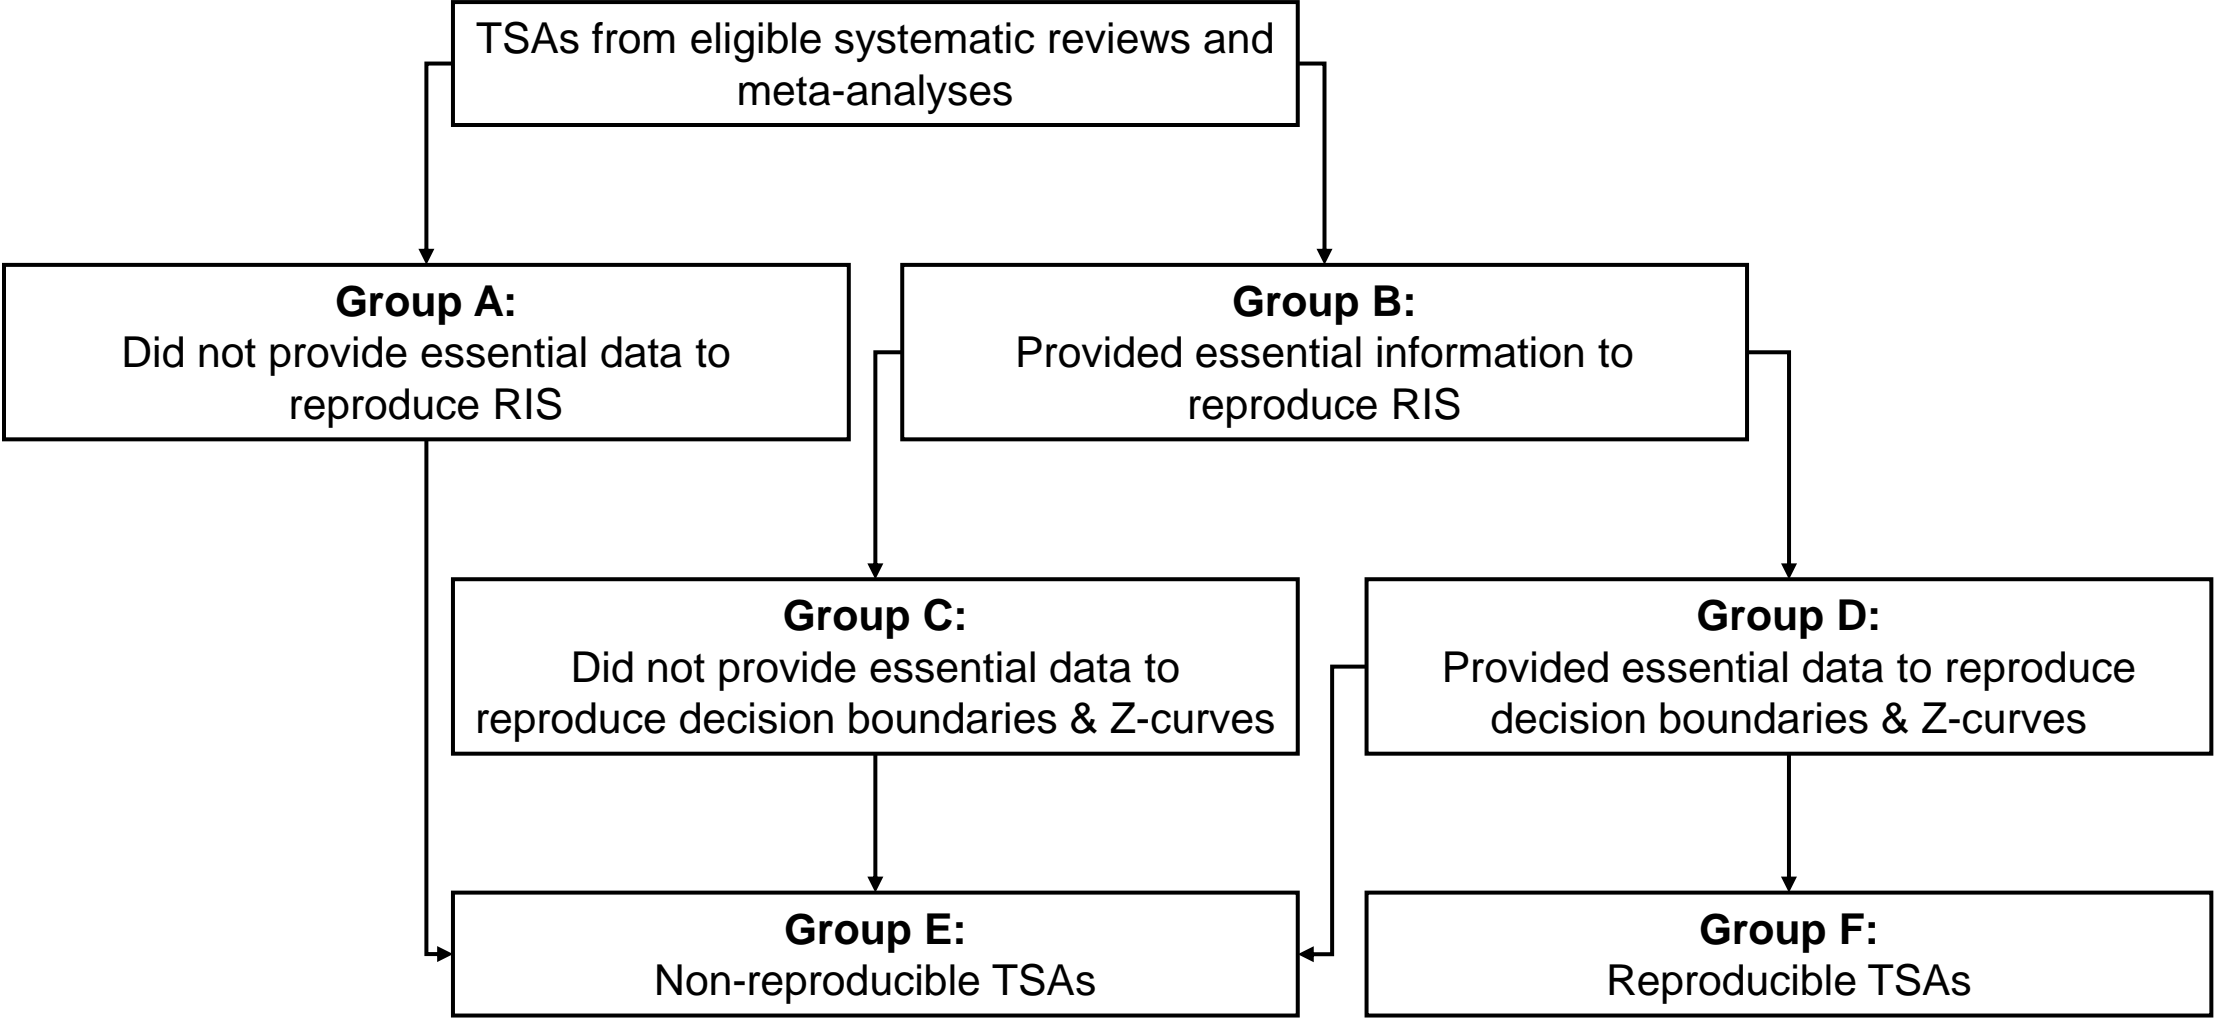 TSAs from eligible systematic reviews and
meta-analyses
Group A:
Did not provide essential data to
reproduce RIS
Group B:
Provided essential information to
reproduce RIS
Group C:
Did not provide essential data to
reproduce decision boundaries & Z-curves
Group D:
Provided essential data to reproduce
decision boundaries & Z-curves
Group E:
Non-reproducible TSAs
Group F:
Reproducible TSAs